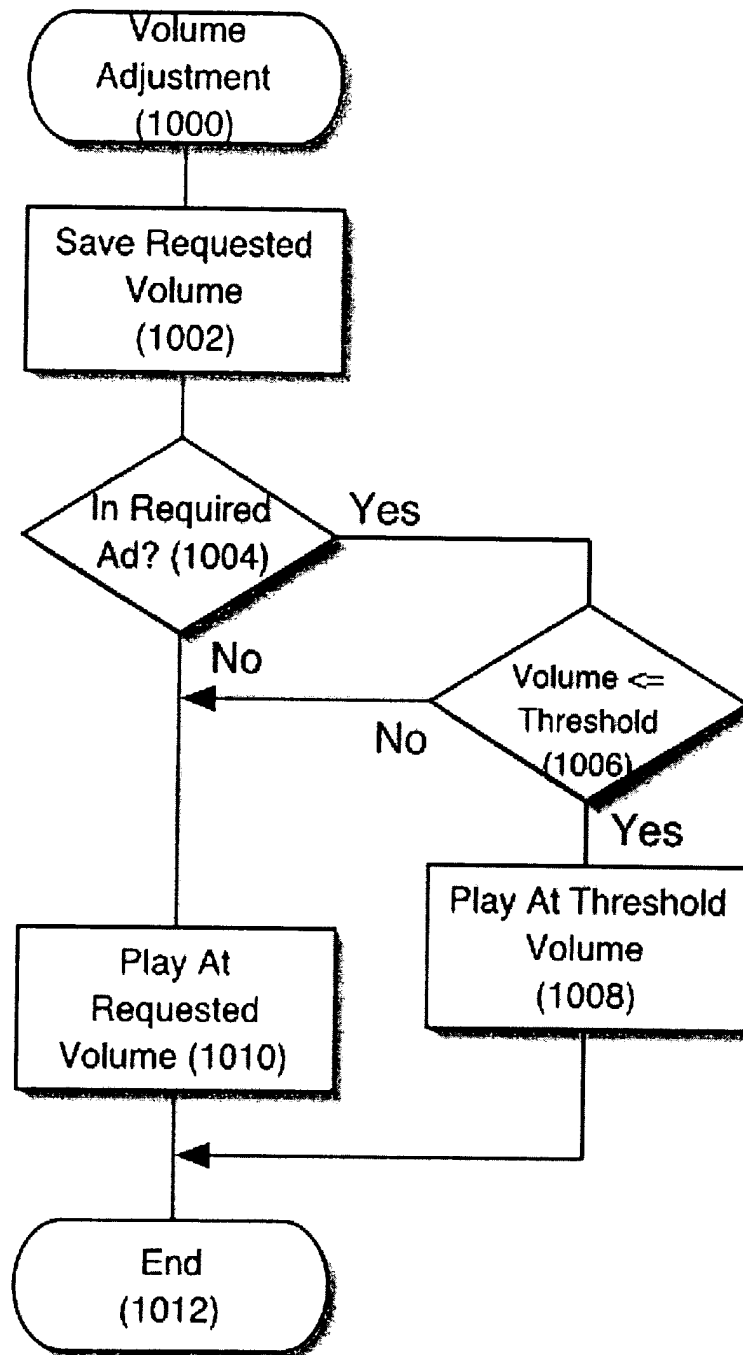 Volume
Adjustment
(1000)
Save Requested
Volume
(1002)
In Required
Ad? (1004)
Yes
No
Volume <=
Threshold
(1006)
No
Yes
Play At Threshold
Volume
(1008)
Play At
Requested
Volume (1010)
End
(1012)